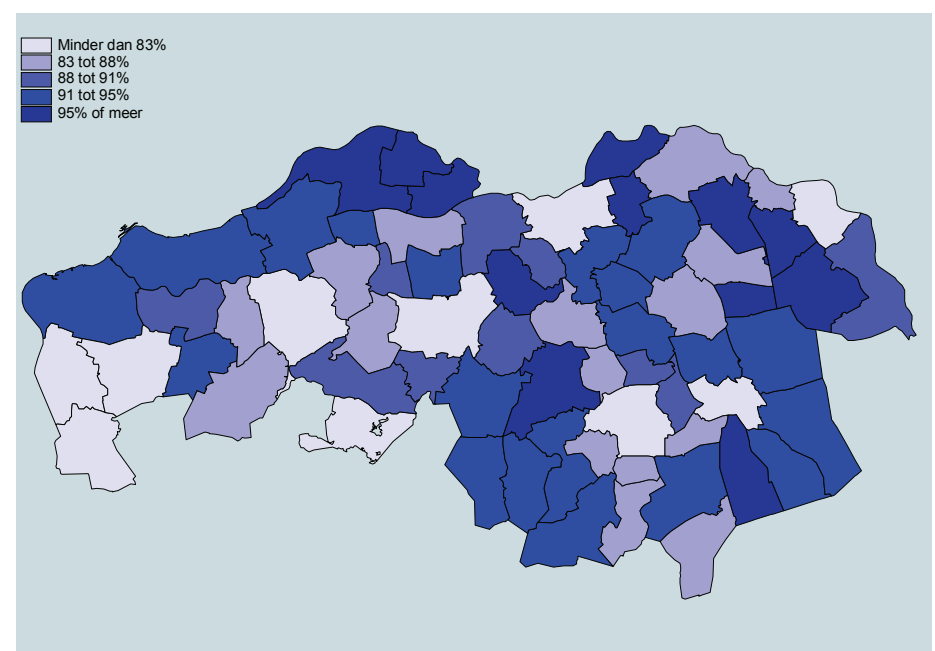 Minder dan 83%
83 tot 88%
88 tot 91%
91 tot 95%
95% of meer